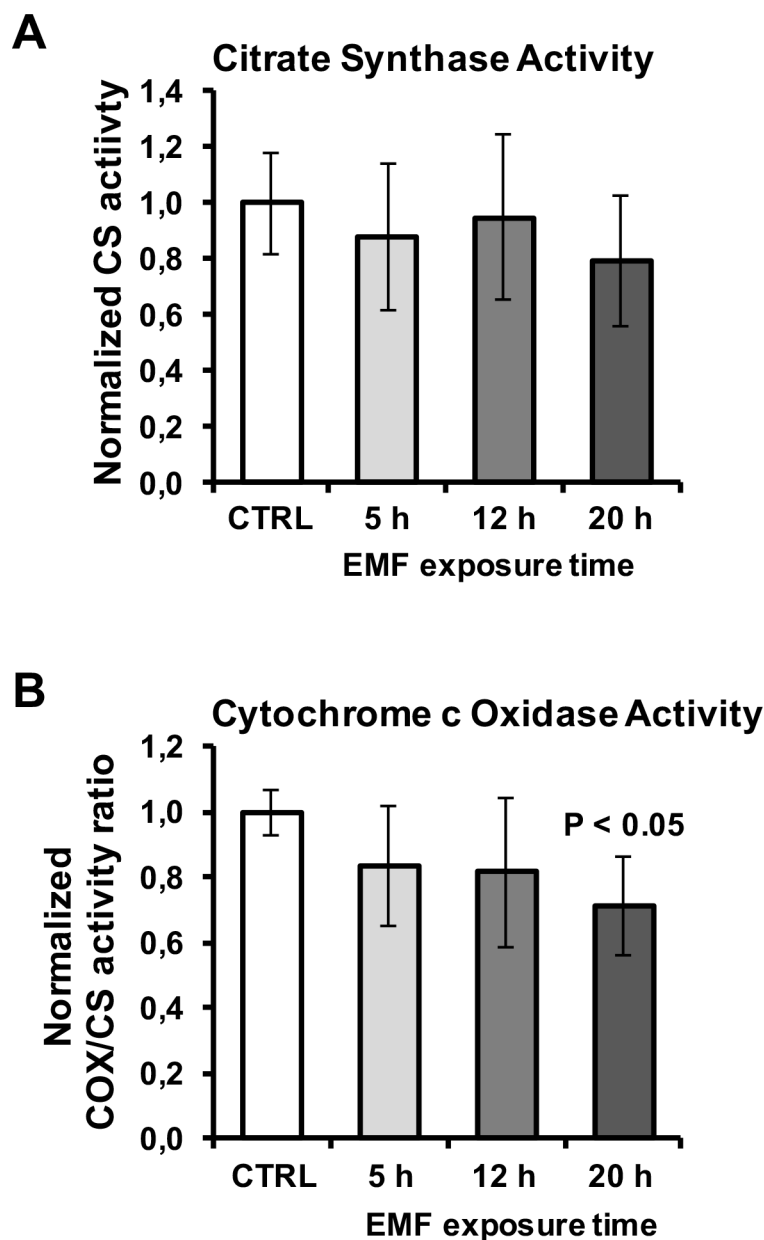 A
Citrate Synthase Activity
Normalized CS actiivty
1,4
1,2
1,0
0,8
0,6
0,4
0,2
0,0
CTRL 5 h 12 h 20 h
EMF exposure time
B
Cytochrome c Oxidase Activity
Normalized
COX/CS activity ratio
1,2
1,0
0,8
0,6
0,4
0,2
0,0
P < 0.05
CTRL 5 h 12 h 20 h
EMF exposure time